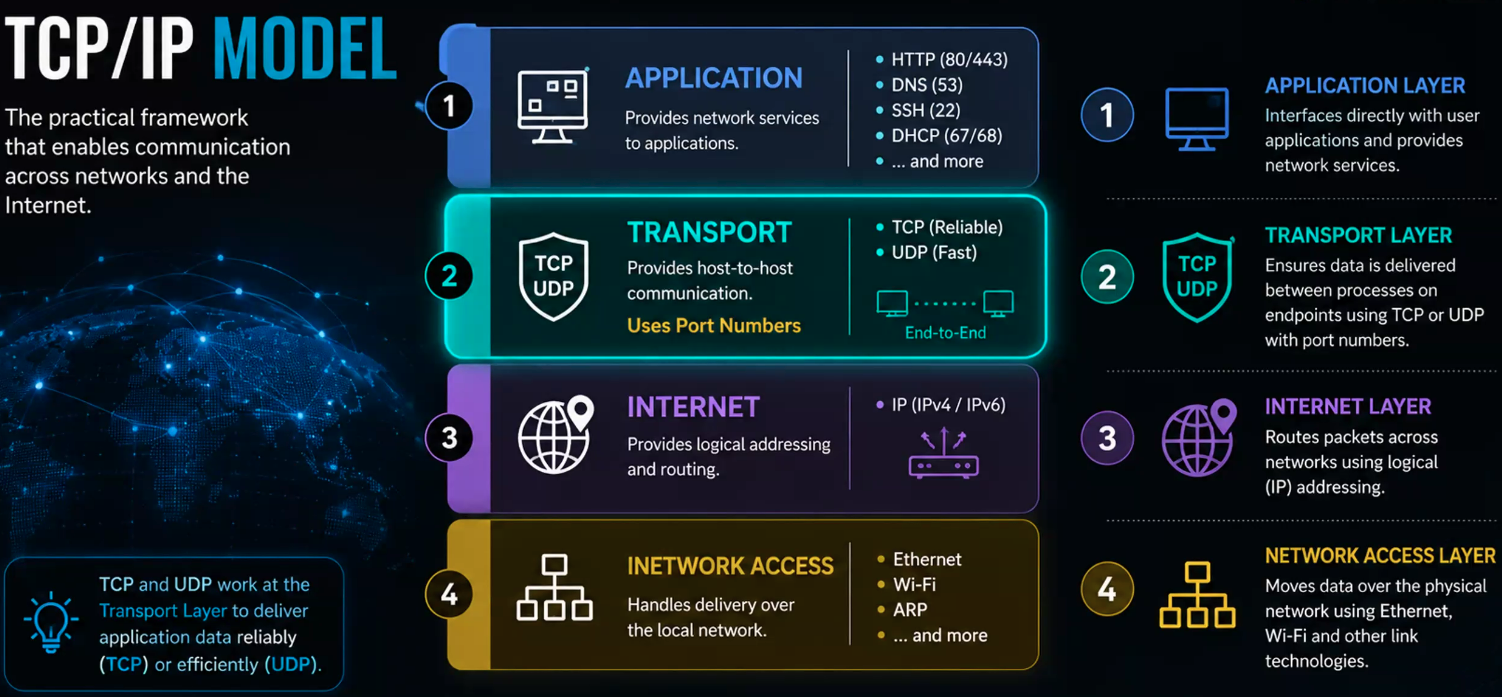 TCP/IP MODEL
The practical framework
that enables communication
across networks and the
Internet.
TCP and UDP work at the
Transport Layer to deliver
application data reliably
(TCP) or efficiently (UDP).
1
APPLICATION
Provides network services
to applications.
• HTTP (80/443)
• DNS (53)
• SSH (22)
• DHCP (67/68)
• ... and more
2
TCP
UDP
TRANSPORT
Provides host-to-host
communication.
Uses Port Numbers
• TCP (Reliable)
• UDP (Fast)
End-to-End
3
INTERNET
Provides logical addressing
and routing.
• IP (IPv4 / IPv6)
4
INETWORK ACCESS
Handles delivery over
the local network.
• Ethernet
• Wi-Fi
• ARP
• ... and more
1
APPLICATION LAYER
Interfaces directly with user
applications and provides
network services.
2
TCP
UDP
TRANSPORT LAYER
Ensures data is delivered
between processes on
endpoints using TCP or UDP
with port numbers.
3
INTERNET LAYER
Routes packets across
networks using logical
(IP) addressing.
4
NETWORK ACCESS LAYER
Moves data over the physical
network using Ethernet,
Wi-Fi and other link
technologies.